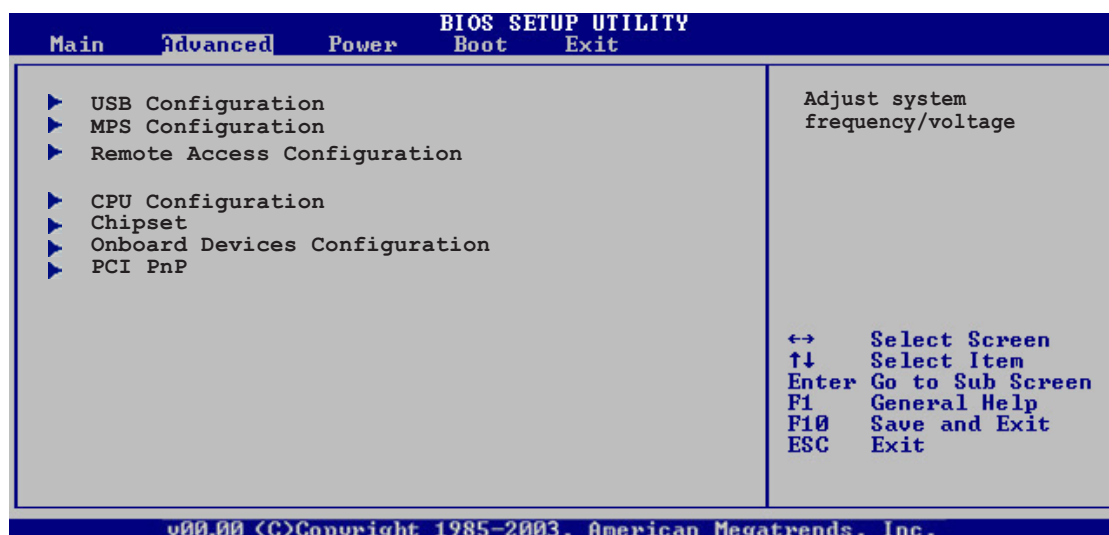 BIOS SETUP UTILITY
Main Advanced Power Boot Exit
USB Configuration
MPS Configuration
Remote Access Configuration
CPU Configuration
Chipset
Onboard Devices Configuration
PCI PnP
Adjust system
frequency/voltage
←→ Select Screen
↑↓ Select Item
Enter Go to Sub Screen
F1 General Help
F10 Save and Exit
ESC Exit
v00.00 (C)Copyright 1985-2003, American Megatrends, Inc.